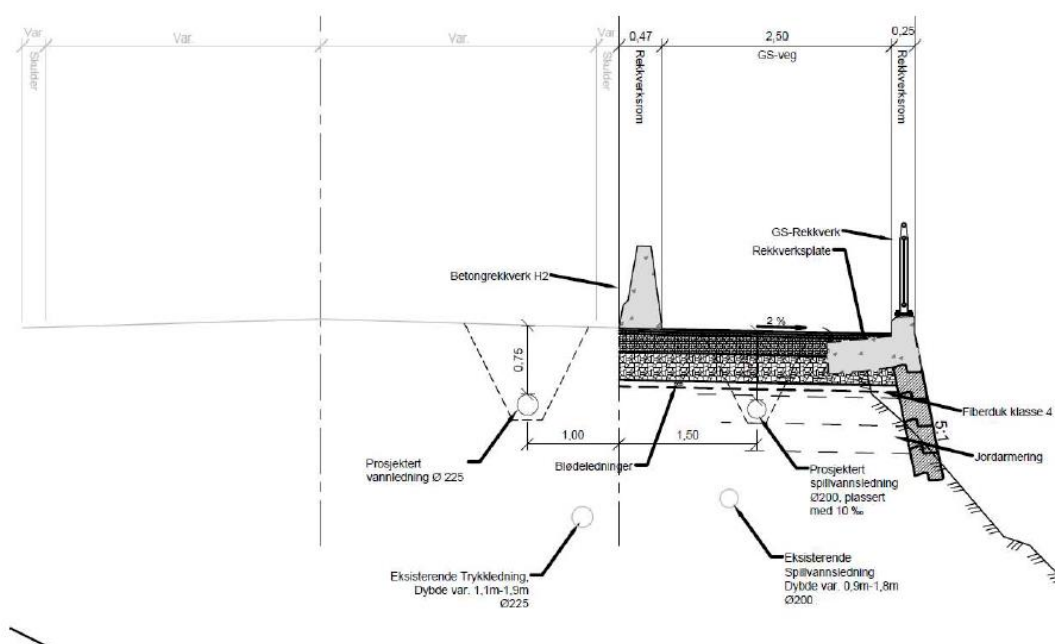 Var
Var.
Var.
Var
0,47
2,50
0,25
Skulder
Skulder
Rekkverksrom
GS-veg
Rekkverksrom
GS-Rekkverk
Rekkverksplate
Betongrekkverk H2
2 %
0,75
Fiberduk klasse 4
5:1
1,00
1,50
Jordarmering
Prosjektert
vannledning Ø 225
Blødeledninger
Prosjektert
spillvannsledning
Ø200, plassert
med 10 ‰
Eksisterende Trykkledning,
Dybde var. 1,1m-1,9m
Ø225
Eksisterende
Spillvannsledning
Dybde var. 0,9m-1,8m
Ø200